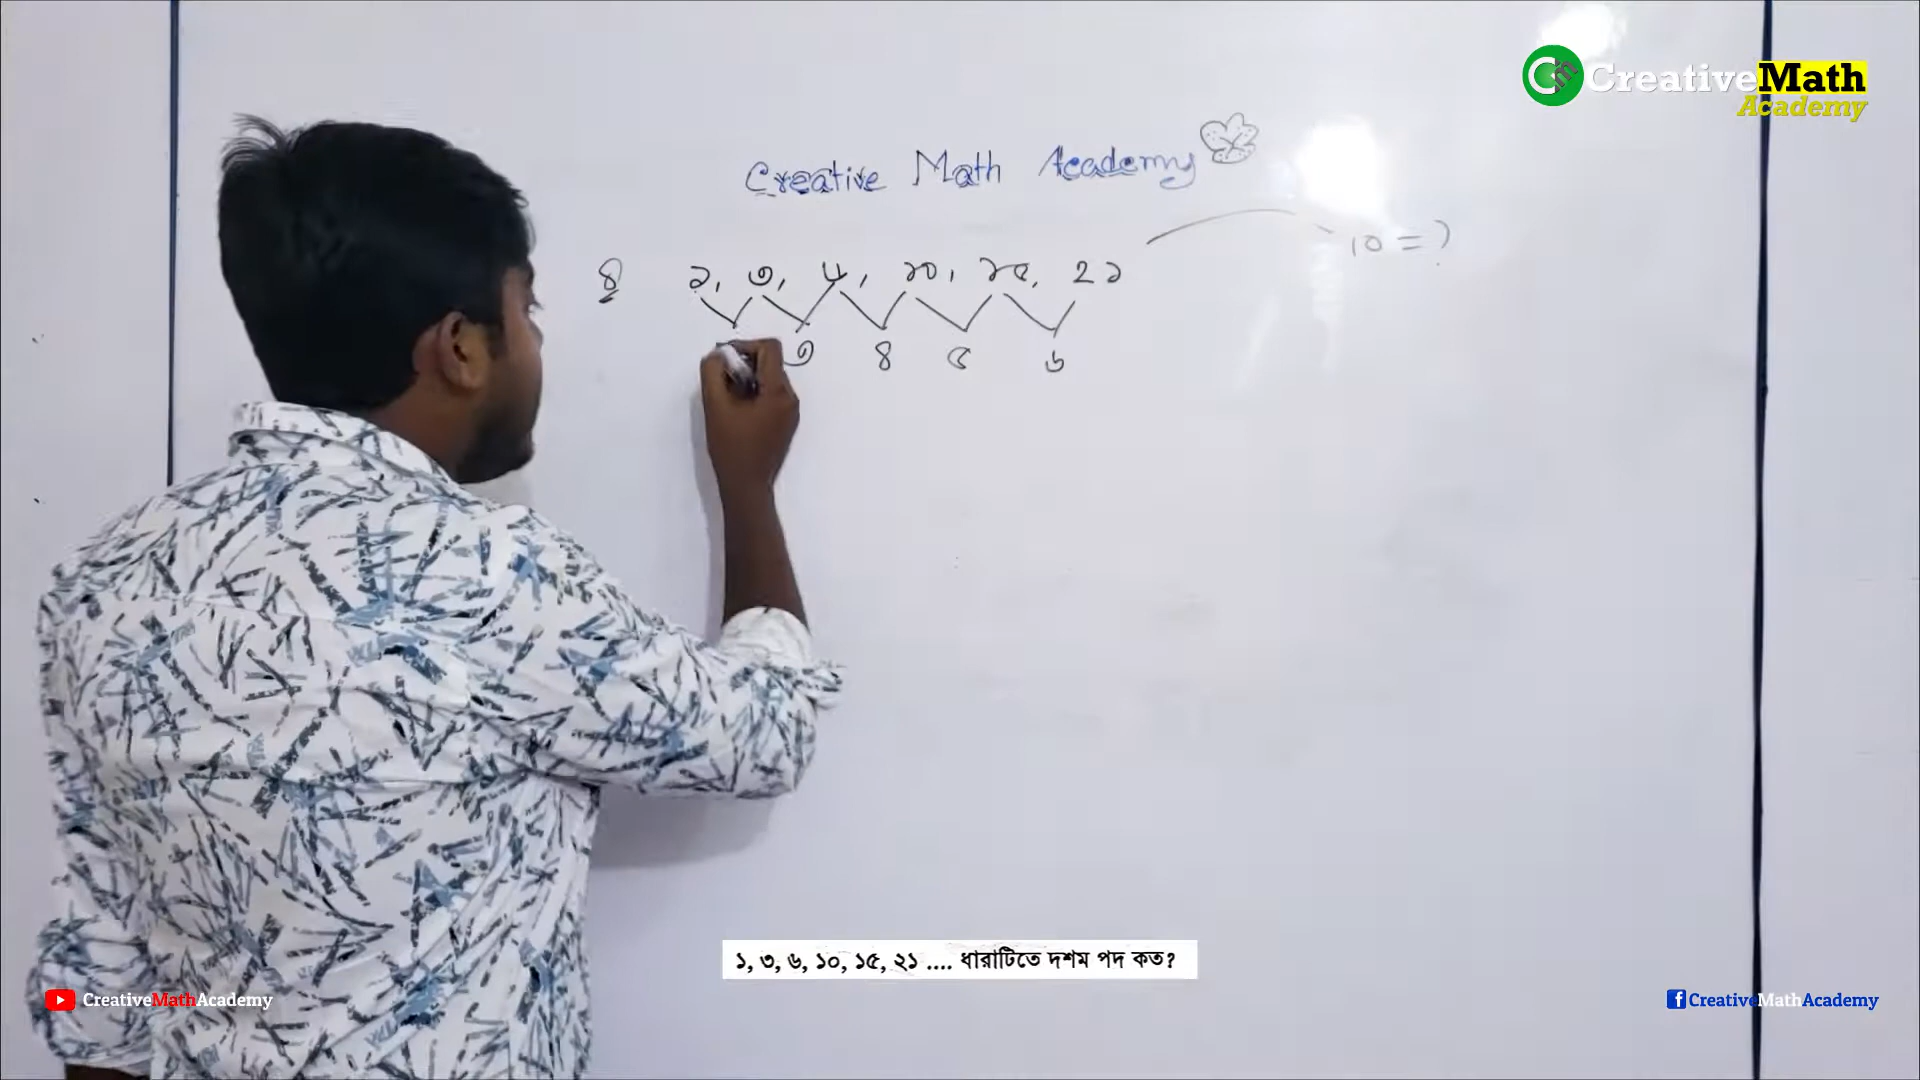 CreativeMath
Academy
Creative Math Academy
10 = ?
৪ ১, ৩, ৬, ১০, ১৫, ২১
৩ ৪ ৫ ৬
১, ৩, ৬, ১০, ১৫, ২১ .... ধারাটিতে দশম পদ কত?
CreativeMathAcademy
CreativeMathAcademy